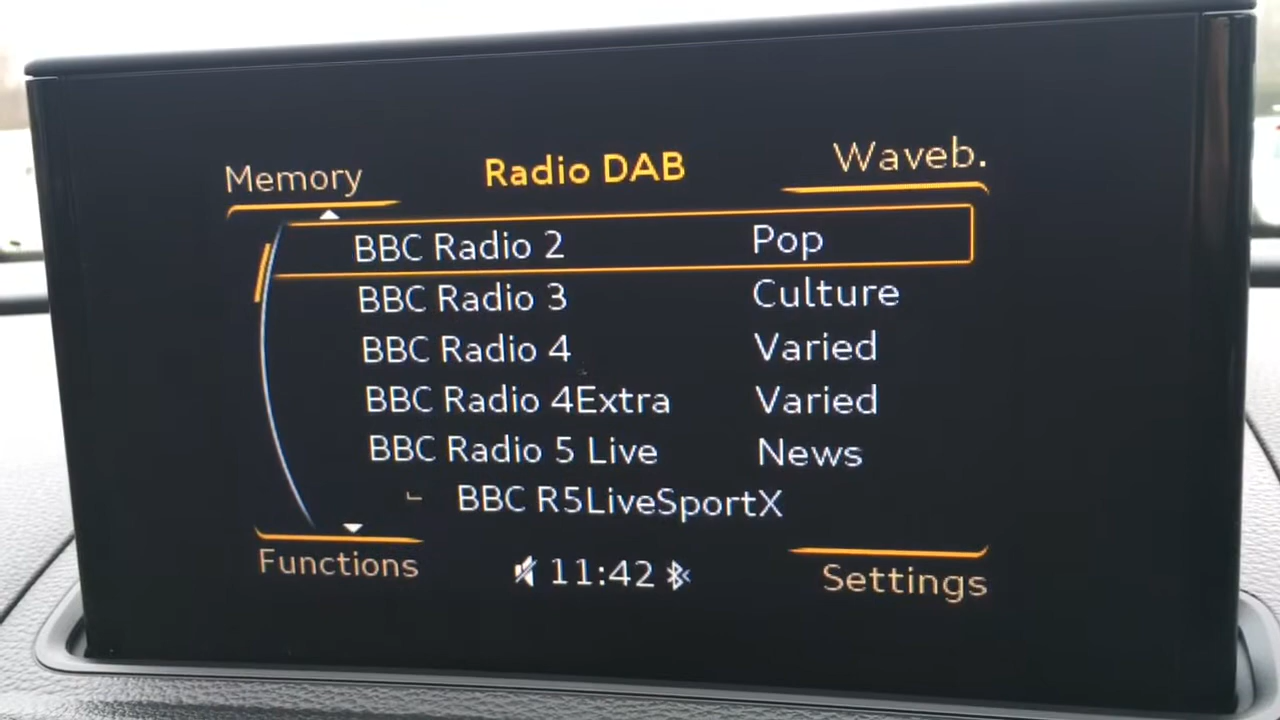 Memory Radio DAB Waveb.
BBC Radio 2 Pop
BBC Radio 3 Culture
BBC Radio 4 Varied
BBC Radio 4Extra Varied
BBC Radio 5 Live News
BBC R5LiveSportX
Functions 11:42 Settings